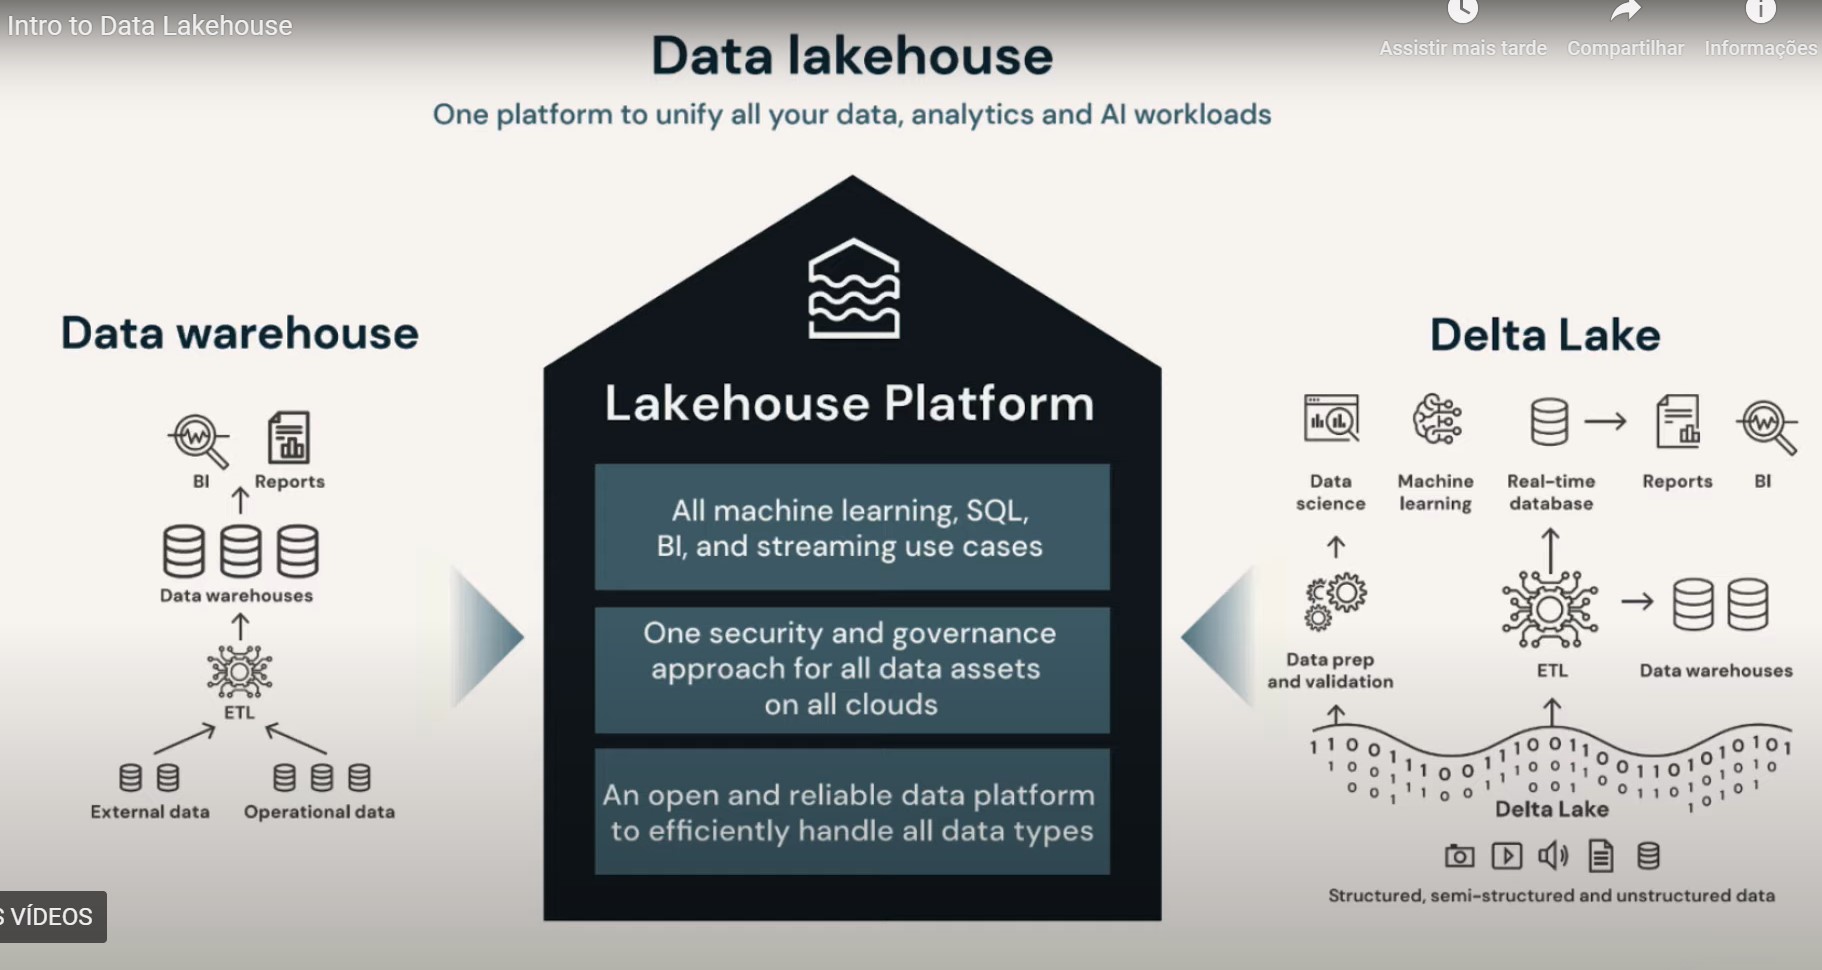 Intro to Data Lakehouse
Assistir mais tarde
Compartilhar
Informações
Data lakehouse
One platform to unify all your data, analytics and AI workloads
Data warehouse
BI
Reports
Data warehouses
ETL
External data
Operational data
Lakehouse Platform
All machine learning, SQL,
BI, and streaming use cases
One security and governance
approach for all data assets
on all clouds
An open and reliable data platform
to efficiently handle all data types
Delta Lake
Data
science
Machine
learning
Real-time
database
Reports
BI
Data prep
and validation
ETL
Data warehouses
Delta Lake
Structured, semi-structured and unstructured data
S VÍDEOS